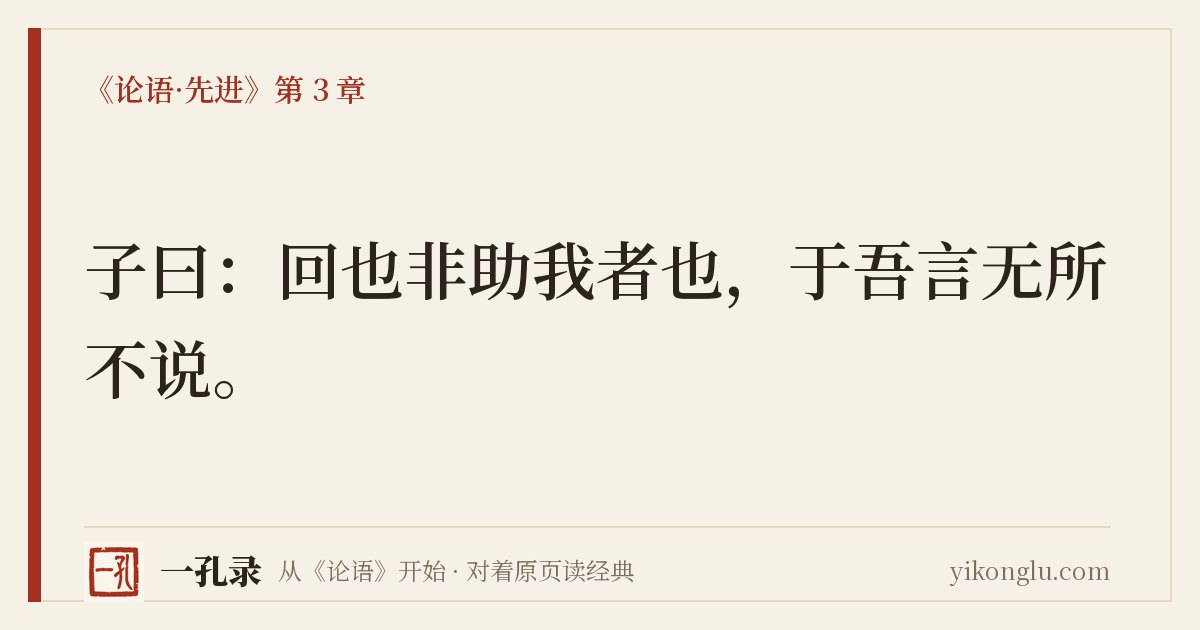 《论语·先进》第 3 章
子曰：回也非助我者也，于吾言无所
不说。
一孔
一孔录 从《论语》开始 · 对着原页读经典 yikonglu.com